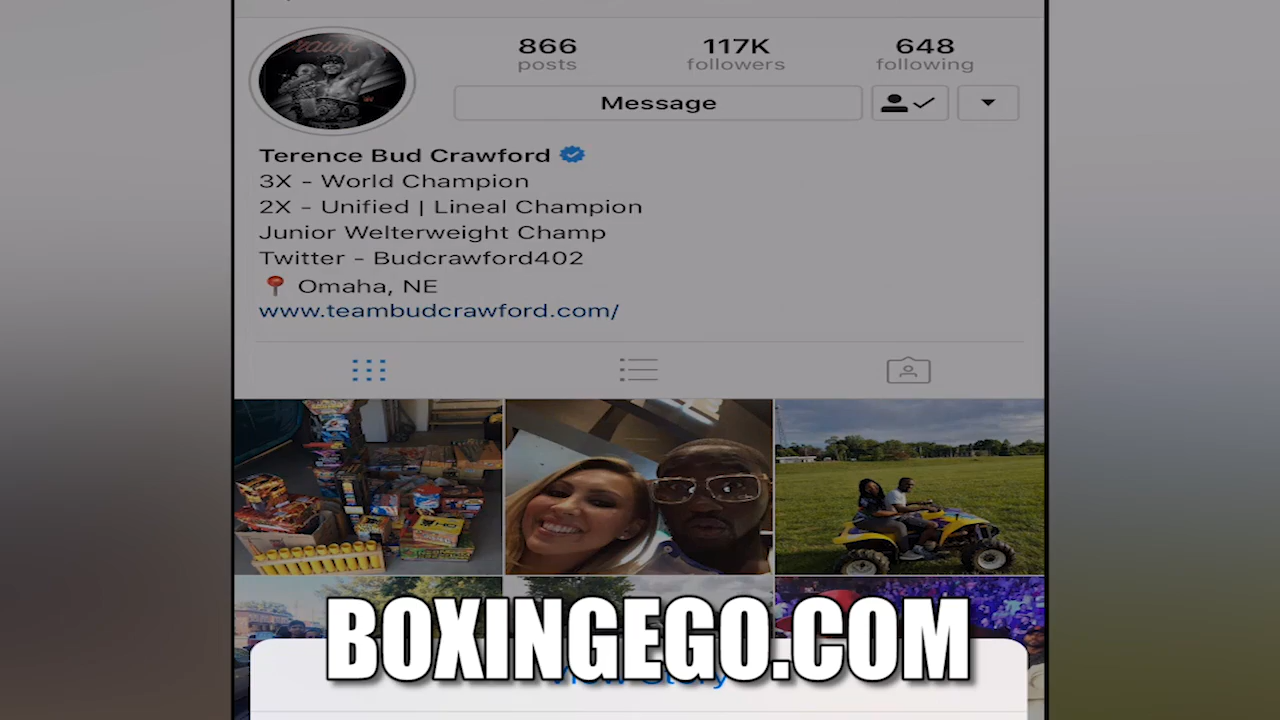 866
117K
648
posts
followers
following
Message
Terence Bud Crawford
3X - World Champion
2X - Unified | Lineal Champion
Junior Welterweight Champ
Twitter - Budcrawford402
📍 Omaha, NE
www.teambudcrawford.com/
BOXINGEGO.COM